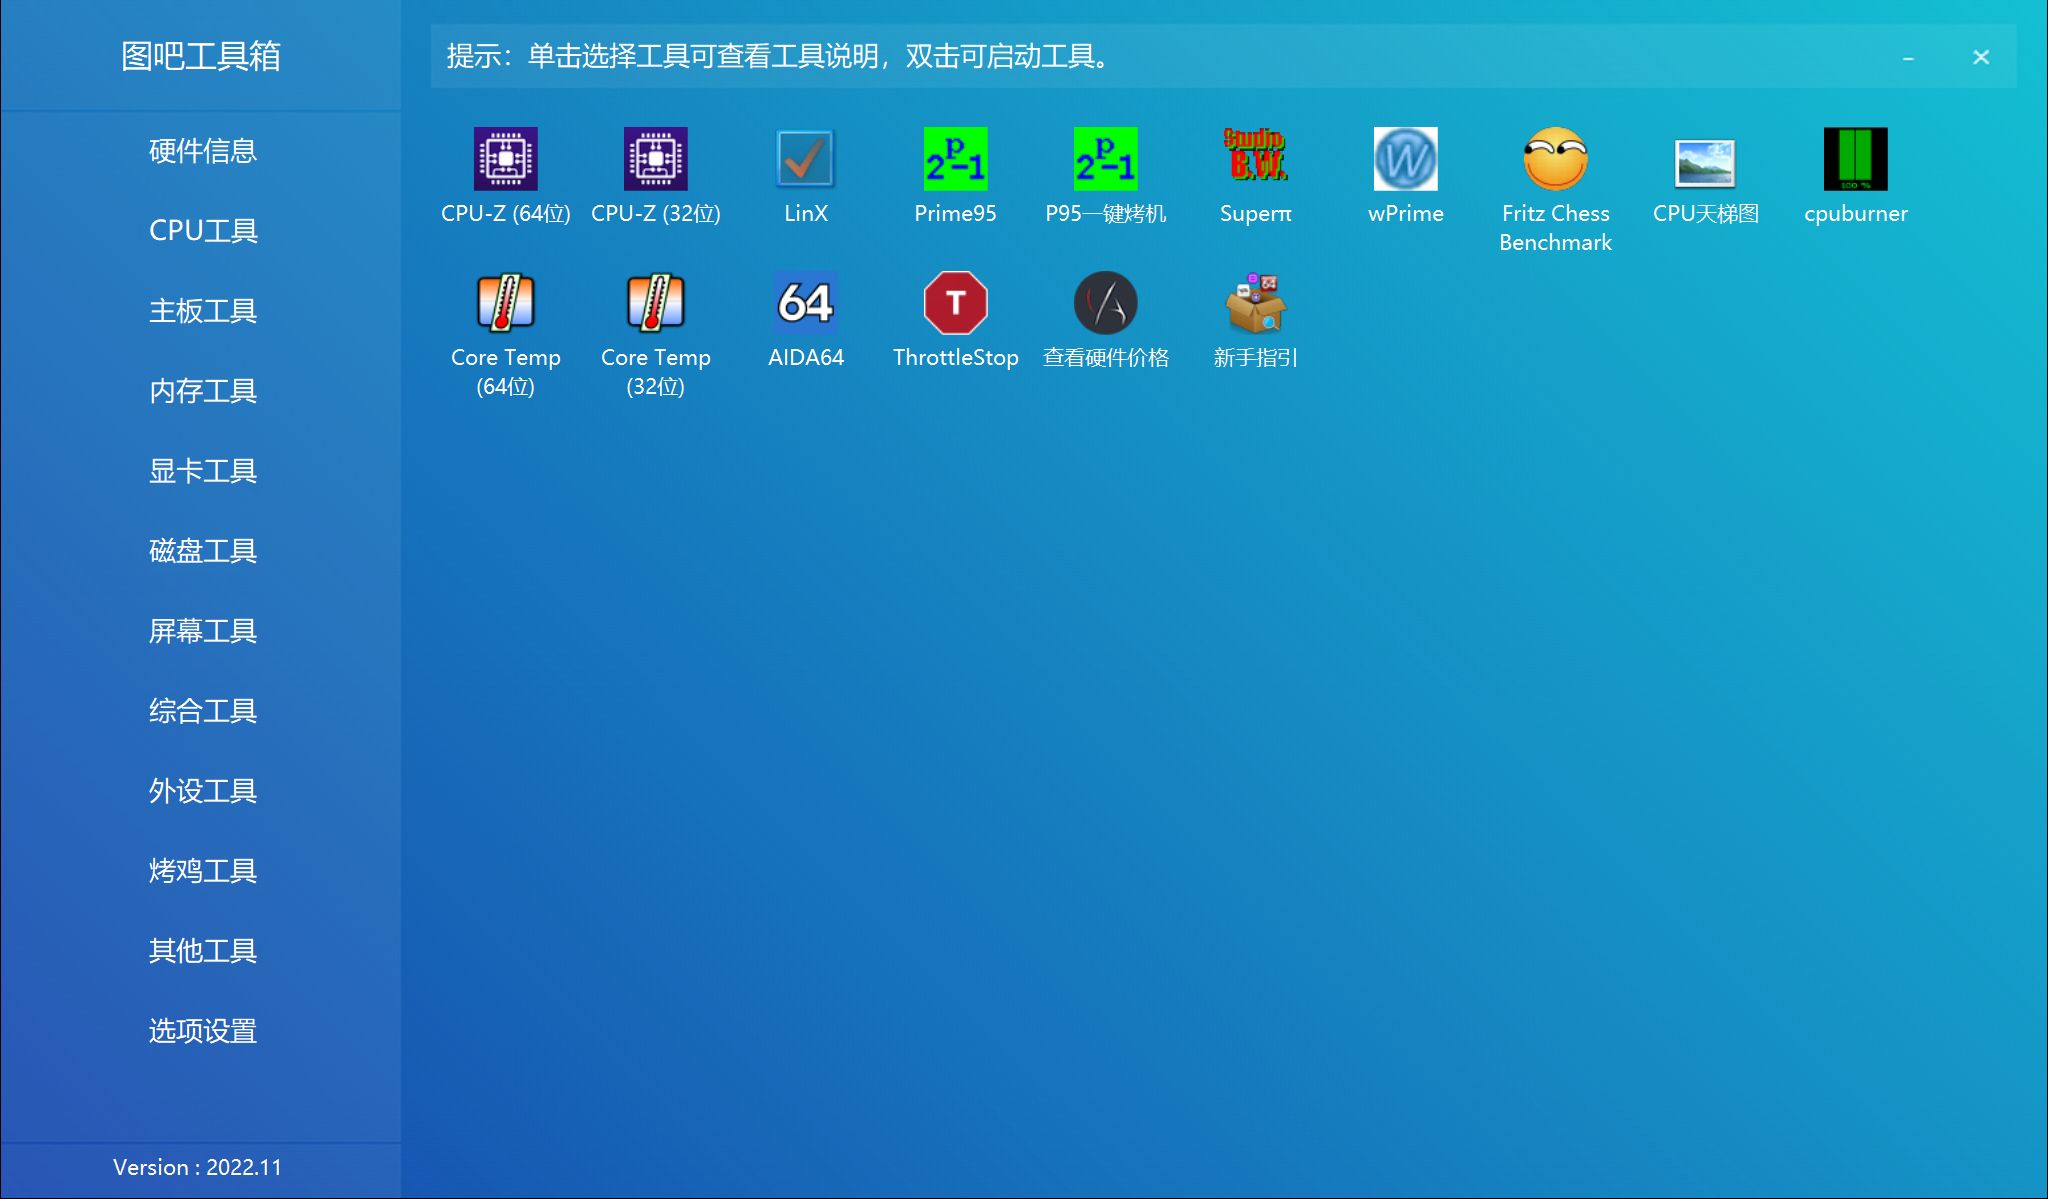 图吧工具箱
提示：单击选择工具可查看工具说明，双击可启动工具。
硬件信息
CPU工具
主板工具
内存工具
显卡工具
磁盘工具
屏幕工具
综合工具
外设工具
烤鸡工具
其他工具
选项设置
Version : 2022.11
CPU-Z (64位)
CPU-Z (32位)
LinX
2P-1
Prime95
2P-1
P95一键烤机
Studio
B.W.
Superπ
W
wPrime
Fritz Chess
Benchmark
CPU天梯图
100 %
cpuburner
Core Temp
(64位)
Core Temp
(32位)
64
AIDA64
T
ThrottleStop
查看硬件价格
64
新手指引